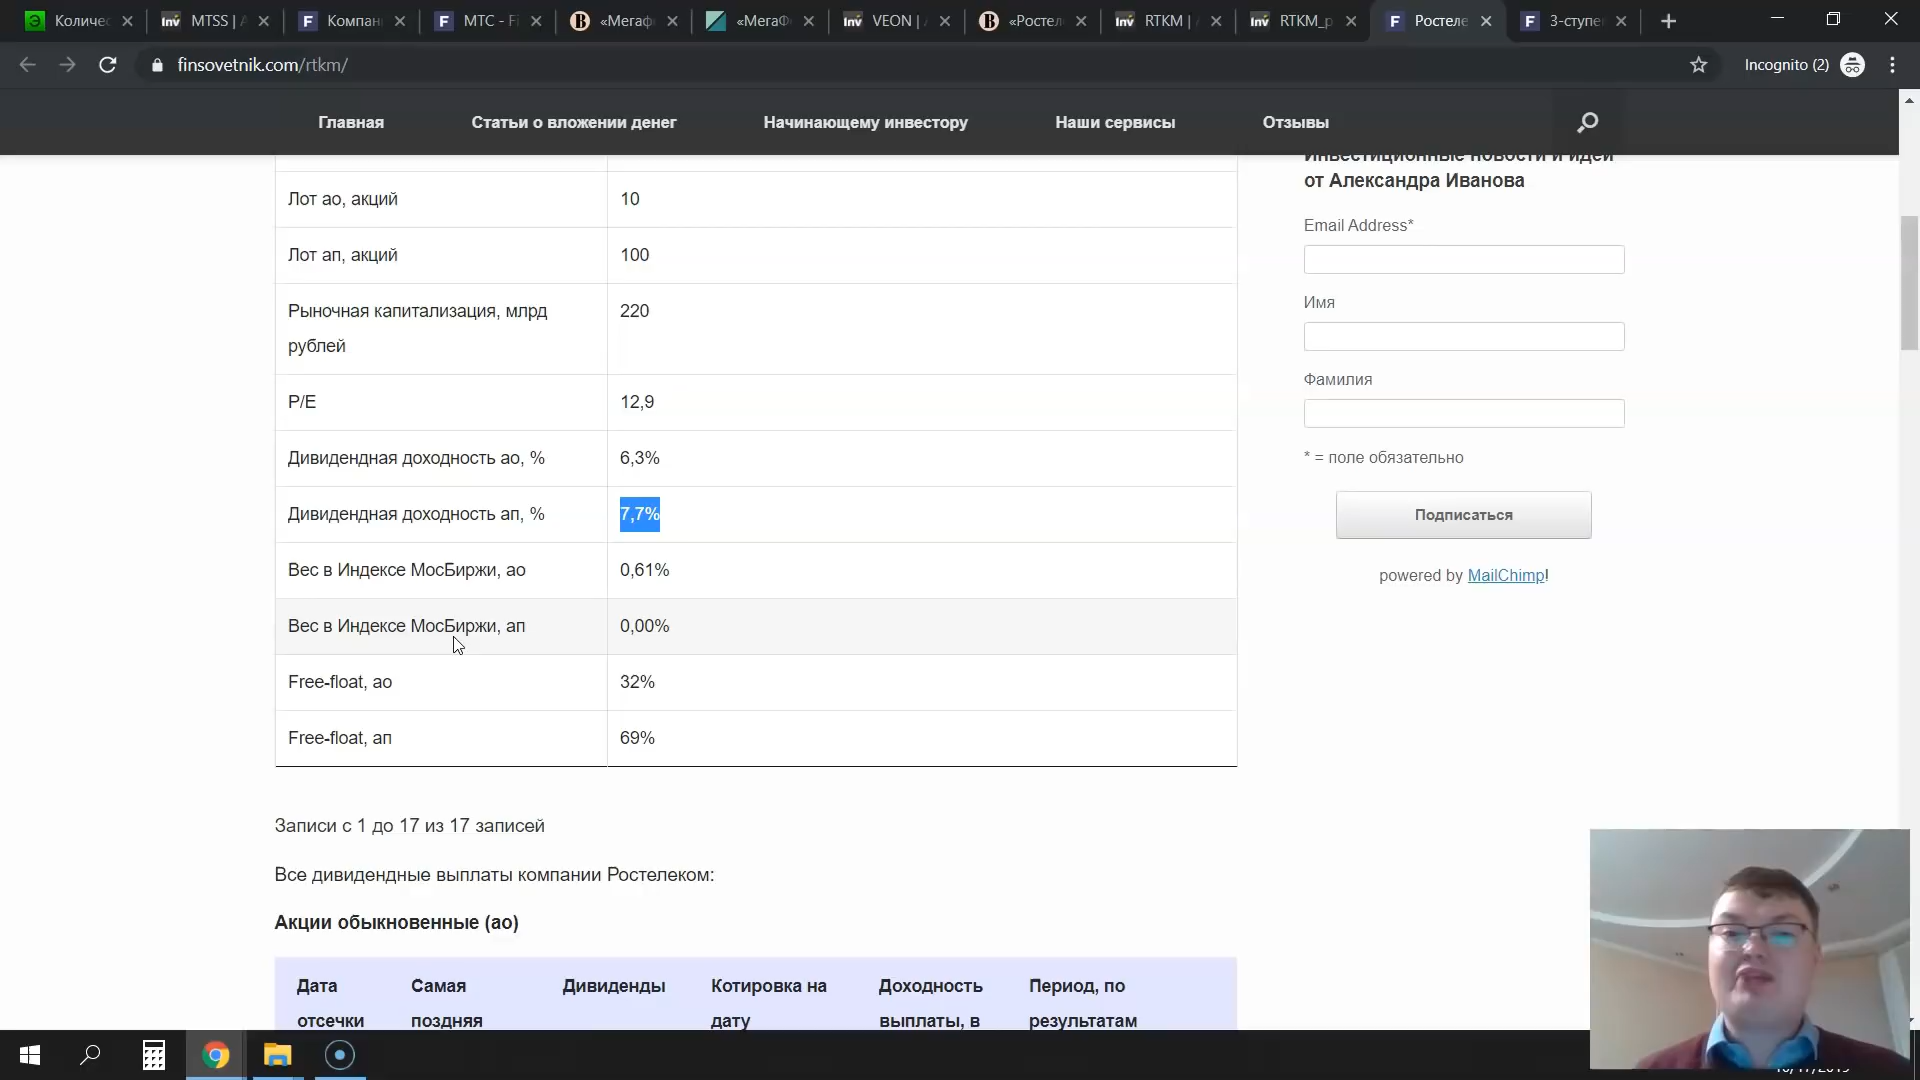 Количес
MTSS | A
Компан
МТС - Fi
«Мегаф
«МегаФ
VEON | A
«Ростел
RTKM | A
RTKM_p
Ростеле
3-ступе
finsovetnik.com/rtkm/
Incognito (2)
Главная
Статьи о вложении денег
Начинающему инвестору
Наши сервисы
Отзывы
Лот ао, акций 10
Лот ап, акций 100
Рыночная капитализация, млрд 220
рублей
P/E 12,9
Дивидендная доходность ао, % 6,3%
Дивидендная доходность ап, % 7,7%
Вес в Индексе МосБиржи, ао 0,61%
Вес в Индексе МосБиржи, ап 0,00%
Free-float, ао 32%
Free-float, ап 69%
Записи с 1 до 17 из 17 записей
Все дивидендные выплаты компании Ростелеком:
Акции обыкновенные (ао)
Дата Самая Дивиденды Котировка на Доходность Период, по
отсечки поздняя дату выплаты, в результатам
Инвестиционные новости и идеи
от Александра Иванова
Email Address*
Имя
Фамилия
* = поле обязательно
Подписаться
powered by MailChimp!